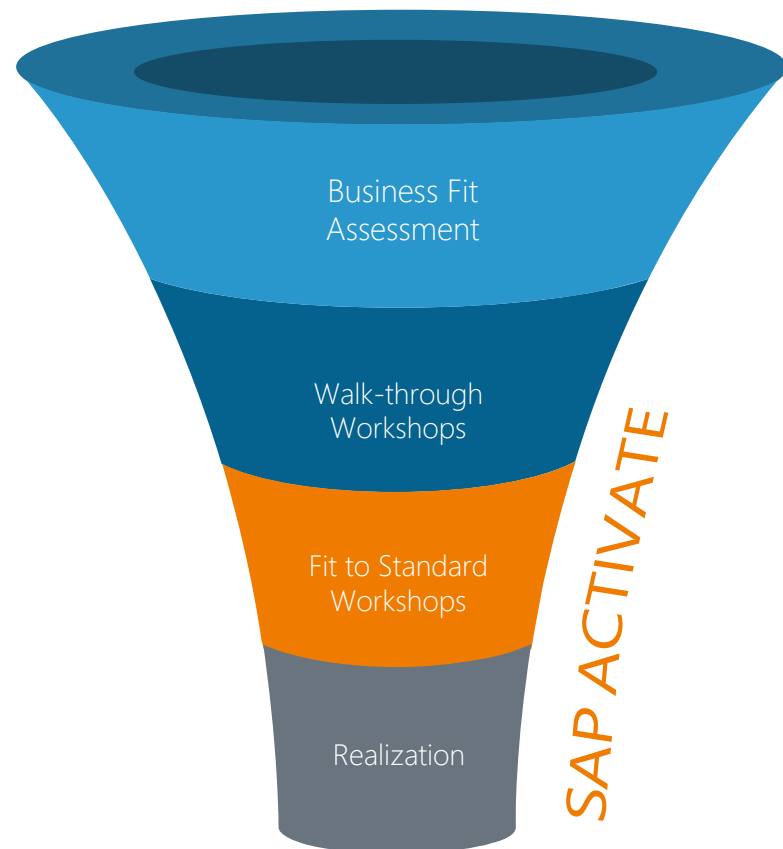 Business Fit
Assessment
Walk-through
Workshops
Fit to Standard
Workshops
Realization
SAP ACTIVATE